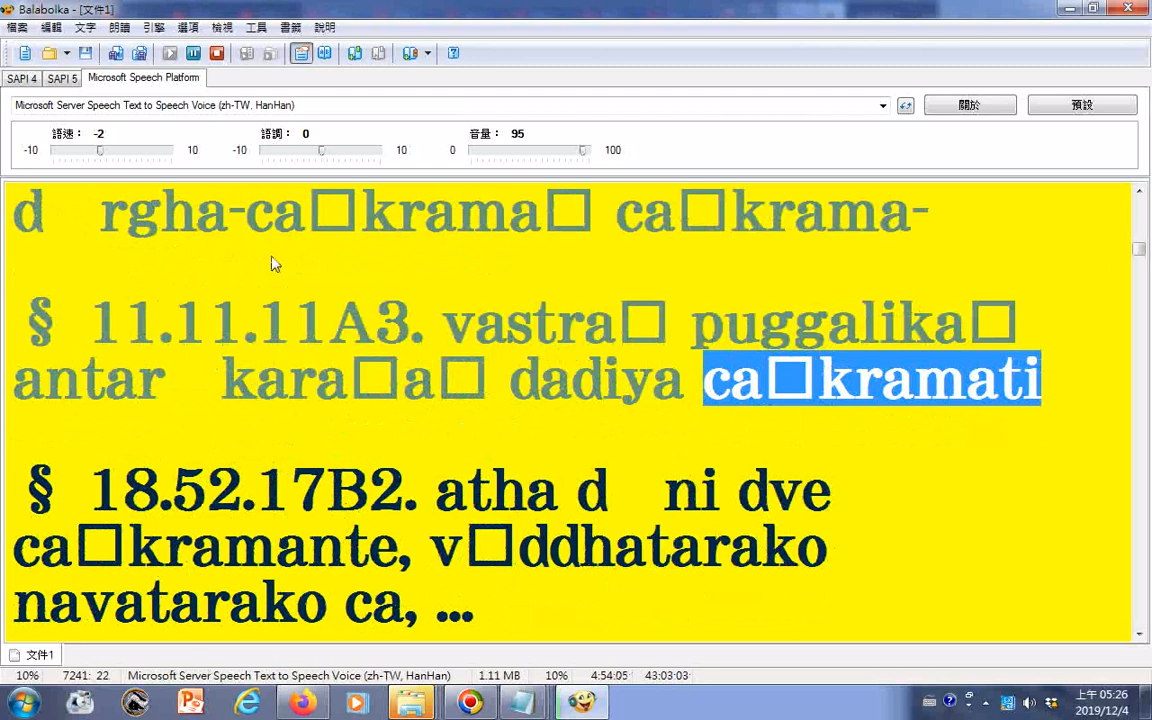 Balabolka - [文件1]
檔案 編輯 文字 朗讀 引擎 選項 檢視 工具 書籤 說明
SAPI 4 SAPI 5 Microsoft Speech Platform
Microsoft Server Speech Text to Speech Voice (zh-TW, HanHan) 關於 預設
語速： -2 語調： 0 音量： 95
-10 10 -10 10 0 100
d rgha-ca□krama□ ca□krama-
§ 11.11.11A3. vastra□ puggalika□
antar kara□a□ dadiya ca□kramati
§ 18.52.17B2. atha d ni dve
ca□kramante, v□ddhatarako
navatarako ca, ...
文件1
10% 7241: 22 Microsoft Server Speech Text to Speech Voice (zh-TW, HanHan) 1.11 MB 10% 4:54:05 43:03:03
上午 05:26
2019/12/4